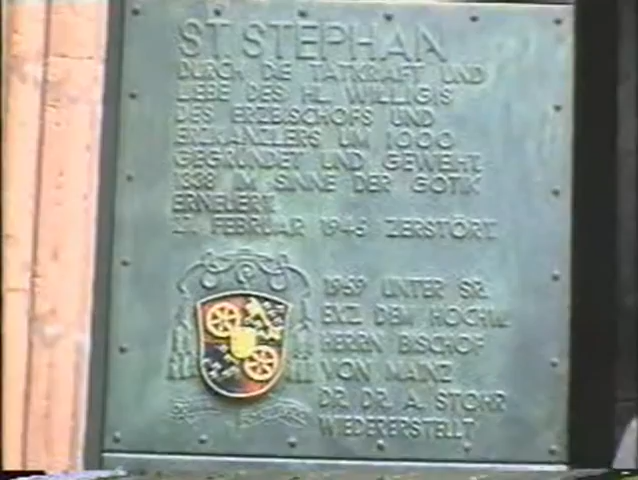 ST. STEPHAN
DURCH DIE TATKRAFT UND
LIEBE DES HL. WILLIGIS
DES ERZBISCHOFS UND
ERZKANZLERS UM 1000
GEGRÜNDET UND GEWEIHT.
1338 IM SINNE DER GOTIK
ERNEUERT.
27. FEBRUAR 1945 ZERSTÖRT.
1959 UNTER SR.
EXZ. DEM HOCHW.
HERRN BISCHOF
VON MAINZ
DR. DR. A. STOHR
WIEDERERSTELLT